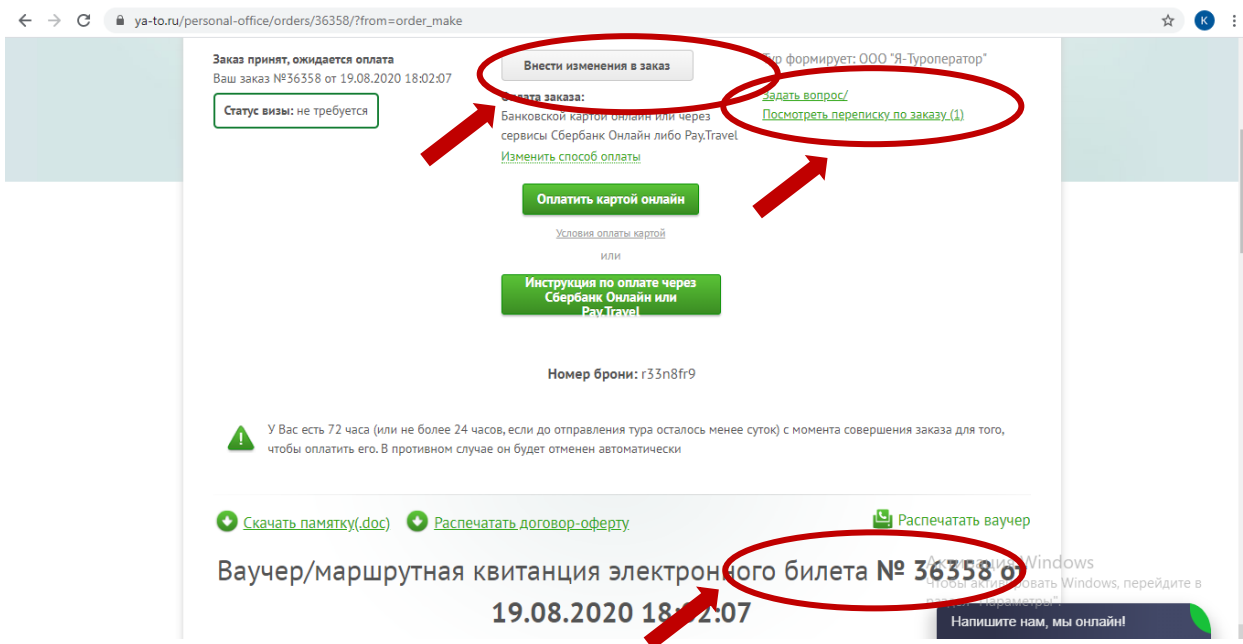 ya-to.ru/personal-office/orders/36358/?from=order_make
K
Заказ принят, ожидается оплата
Ваш заказ №36358 от 19.08.2020 18:02:07
Статус визы: не требуется
Внести изменения в заказ
Оплата заказа:
Банковской картой онлайн или через
сервисы Сбербанк Онлайн либо Pay.Travel
Изменить способ оплаты
Оплатить картой онлайн
Условия оплаты картой
или
Инструкция по оплате через
Сбербанк Онлайн или
Pay.Travel
Тур формирует: ООО "Я-Туроператор"
Задать вопрос/
Посмотреть переписку по заказу (1)
Номер брони: r33n8fr9
У Вас есть 72 часа (или не более 24 часов, если до отправления тура осталось менее суток) с момента совершения заказа для того,
чтобы оплатить его. В противном случае он будет отменен автоматически
Скачать памятку(.doc)
Распечатать договор-оферту
Распечатать ваучер
Ваучер/маршрутная квитанция электронного билета № 36358 от
19.08.2020 18:02:07
Активация Windows
Чтобы активировать Windows, перейдите в
раздел "Параметры".
Напишите нам, мы онлайн!